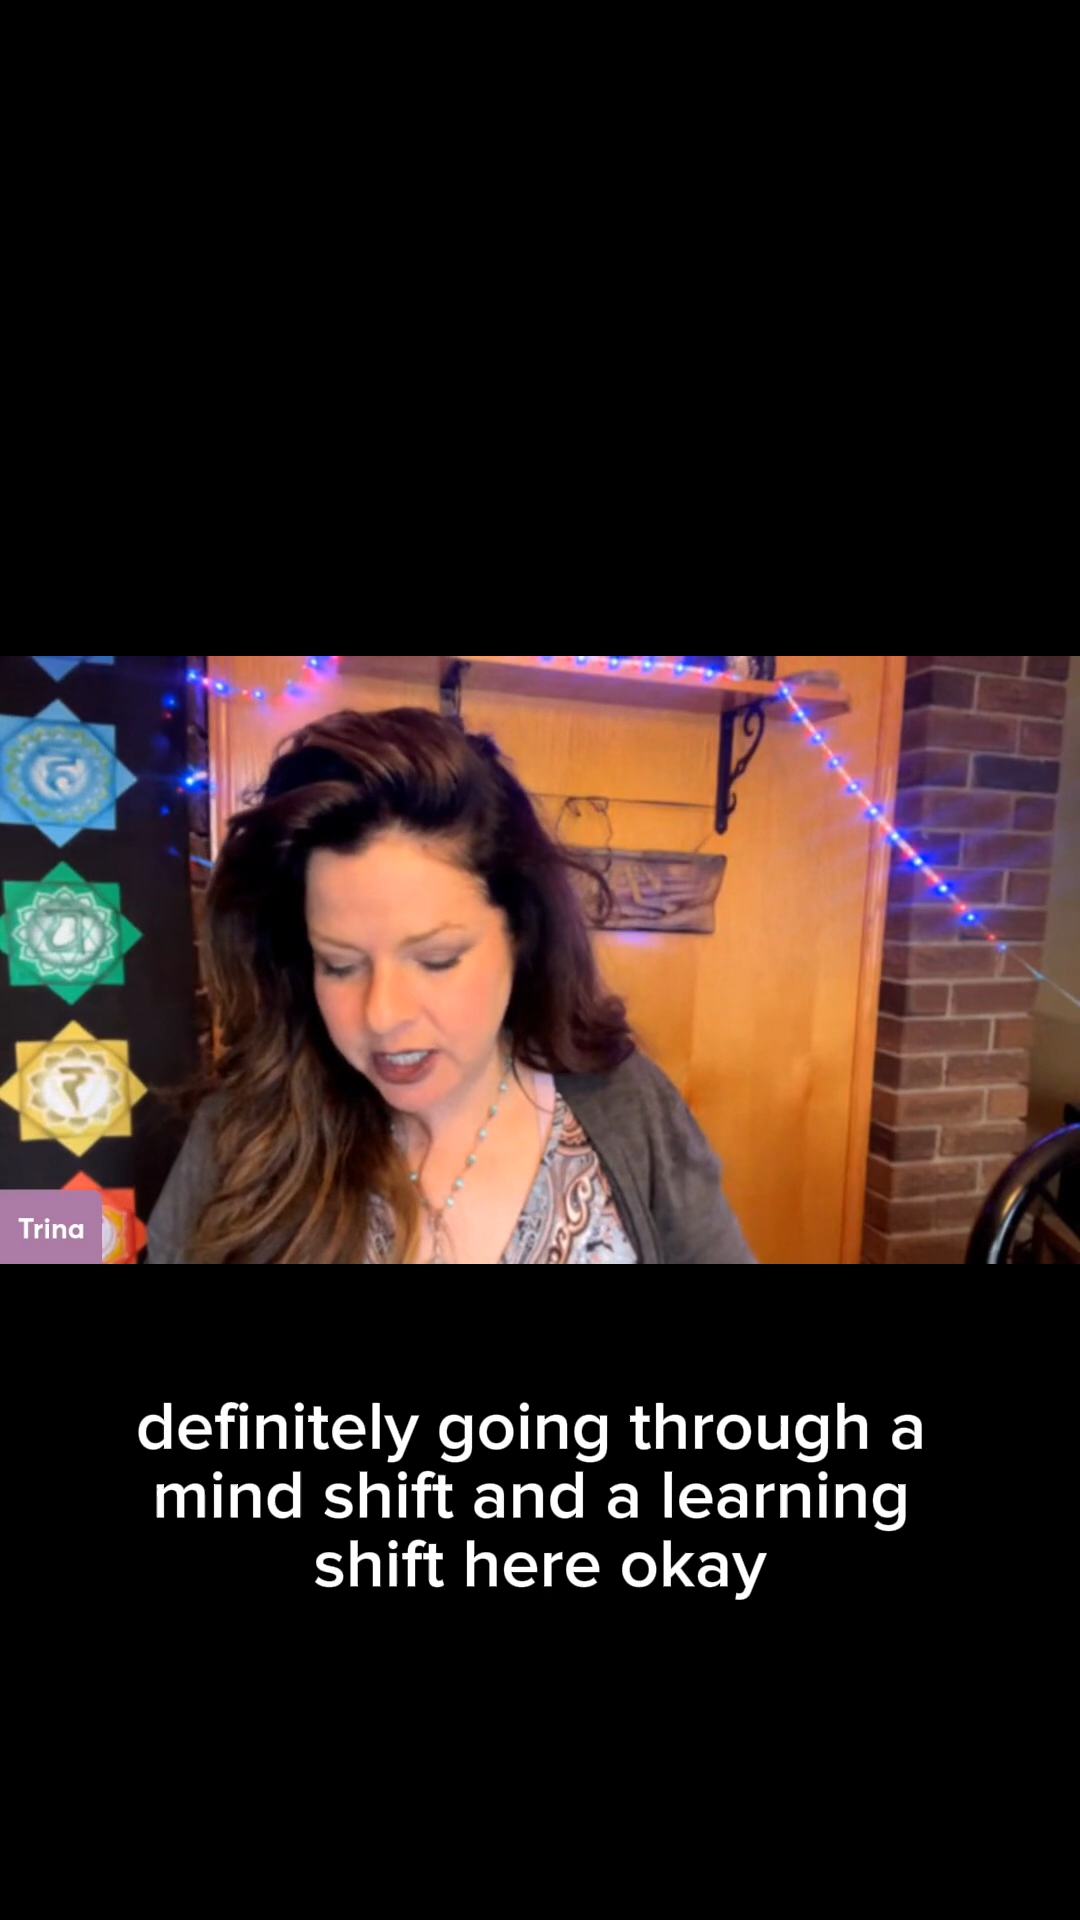 हं
यं
रं
Trina
definitely going through a
mind shift and a learning
shift here okay